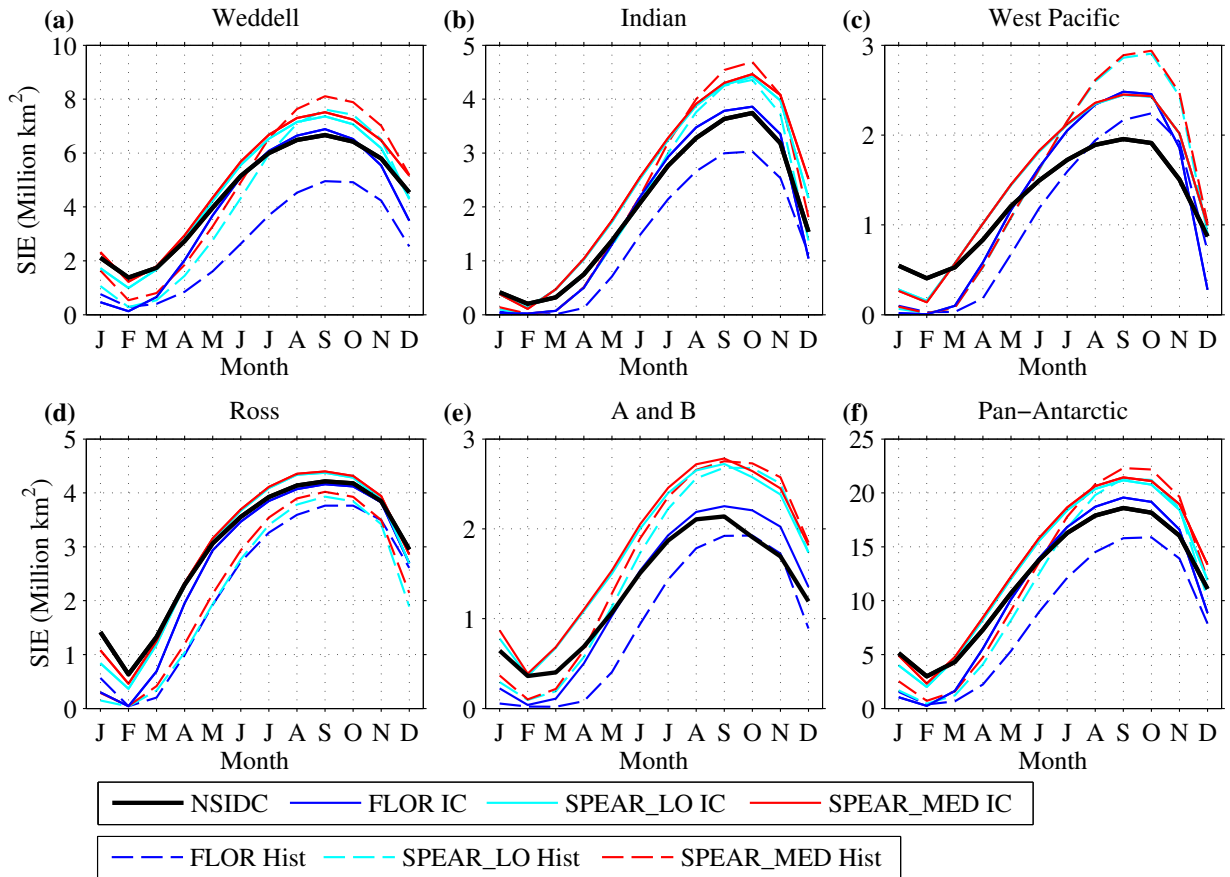 (a) Weddell
(b) Indian
(c) West Pacific
SIE (Million km²)
10
8
6
4
2
0
J F M A M J J A S O N D
Month
5
4
3
2
1
0
J F M A M J J A S O N D
Month
3
2
1
0
J F M A M J J A S O N D
Month
(d) Ross
(e) A and B
(f) Pan−Antarctic
SIE (Million km²)
5
4
3
2
1
0
J F M A M J J A S O N D
Month
3
2
1
0
J F M A M J J A S O N D
Month
25
20
15
10
5
0
J F M A M J J A S O N D
Month
NSIDC FLOR IC SPEAR_LO IC SPEAR_MED IC
FLOR Hist SPEAR_LO Hist SPEAR_MED Hist